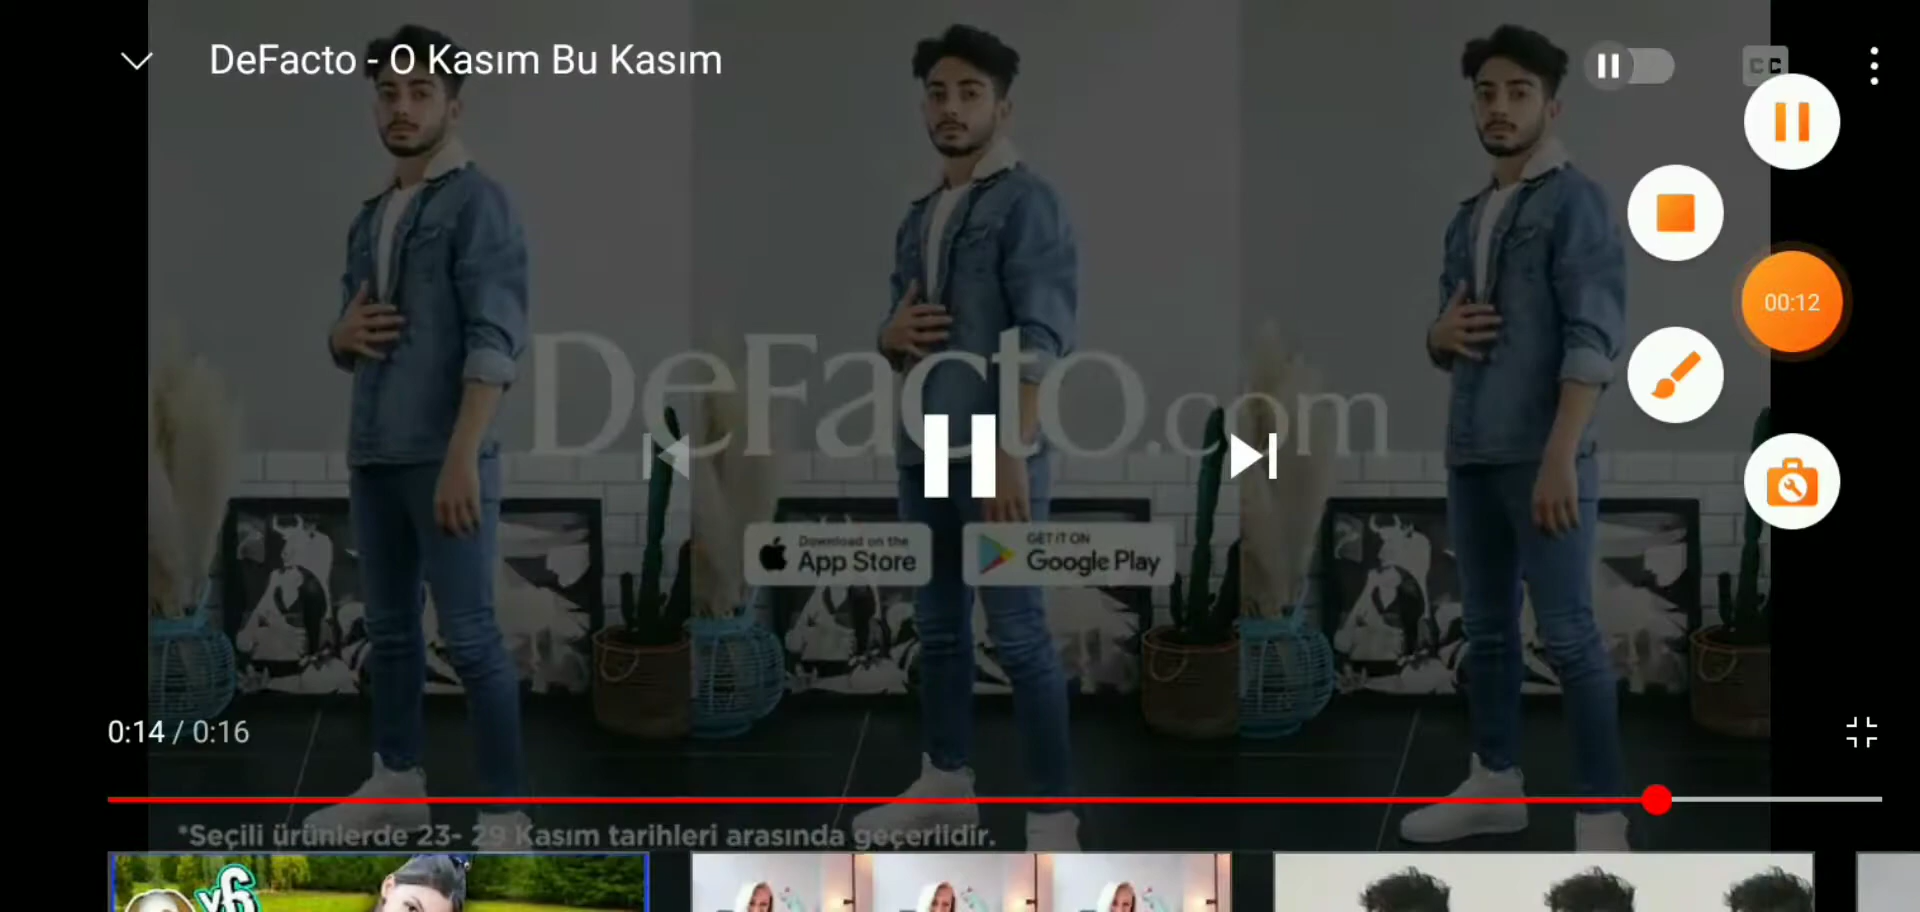 DeFacto - O Kasım Bu Kasım
CC
00:12
DeFacto.com
Download on the
App Store
GET IT ON
Google Play
0:14 / 0:16
*Seçili ürünlerde 23- 29 Kasım tarihleri arasında geçerlidir.